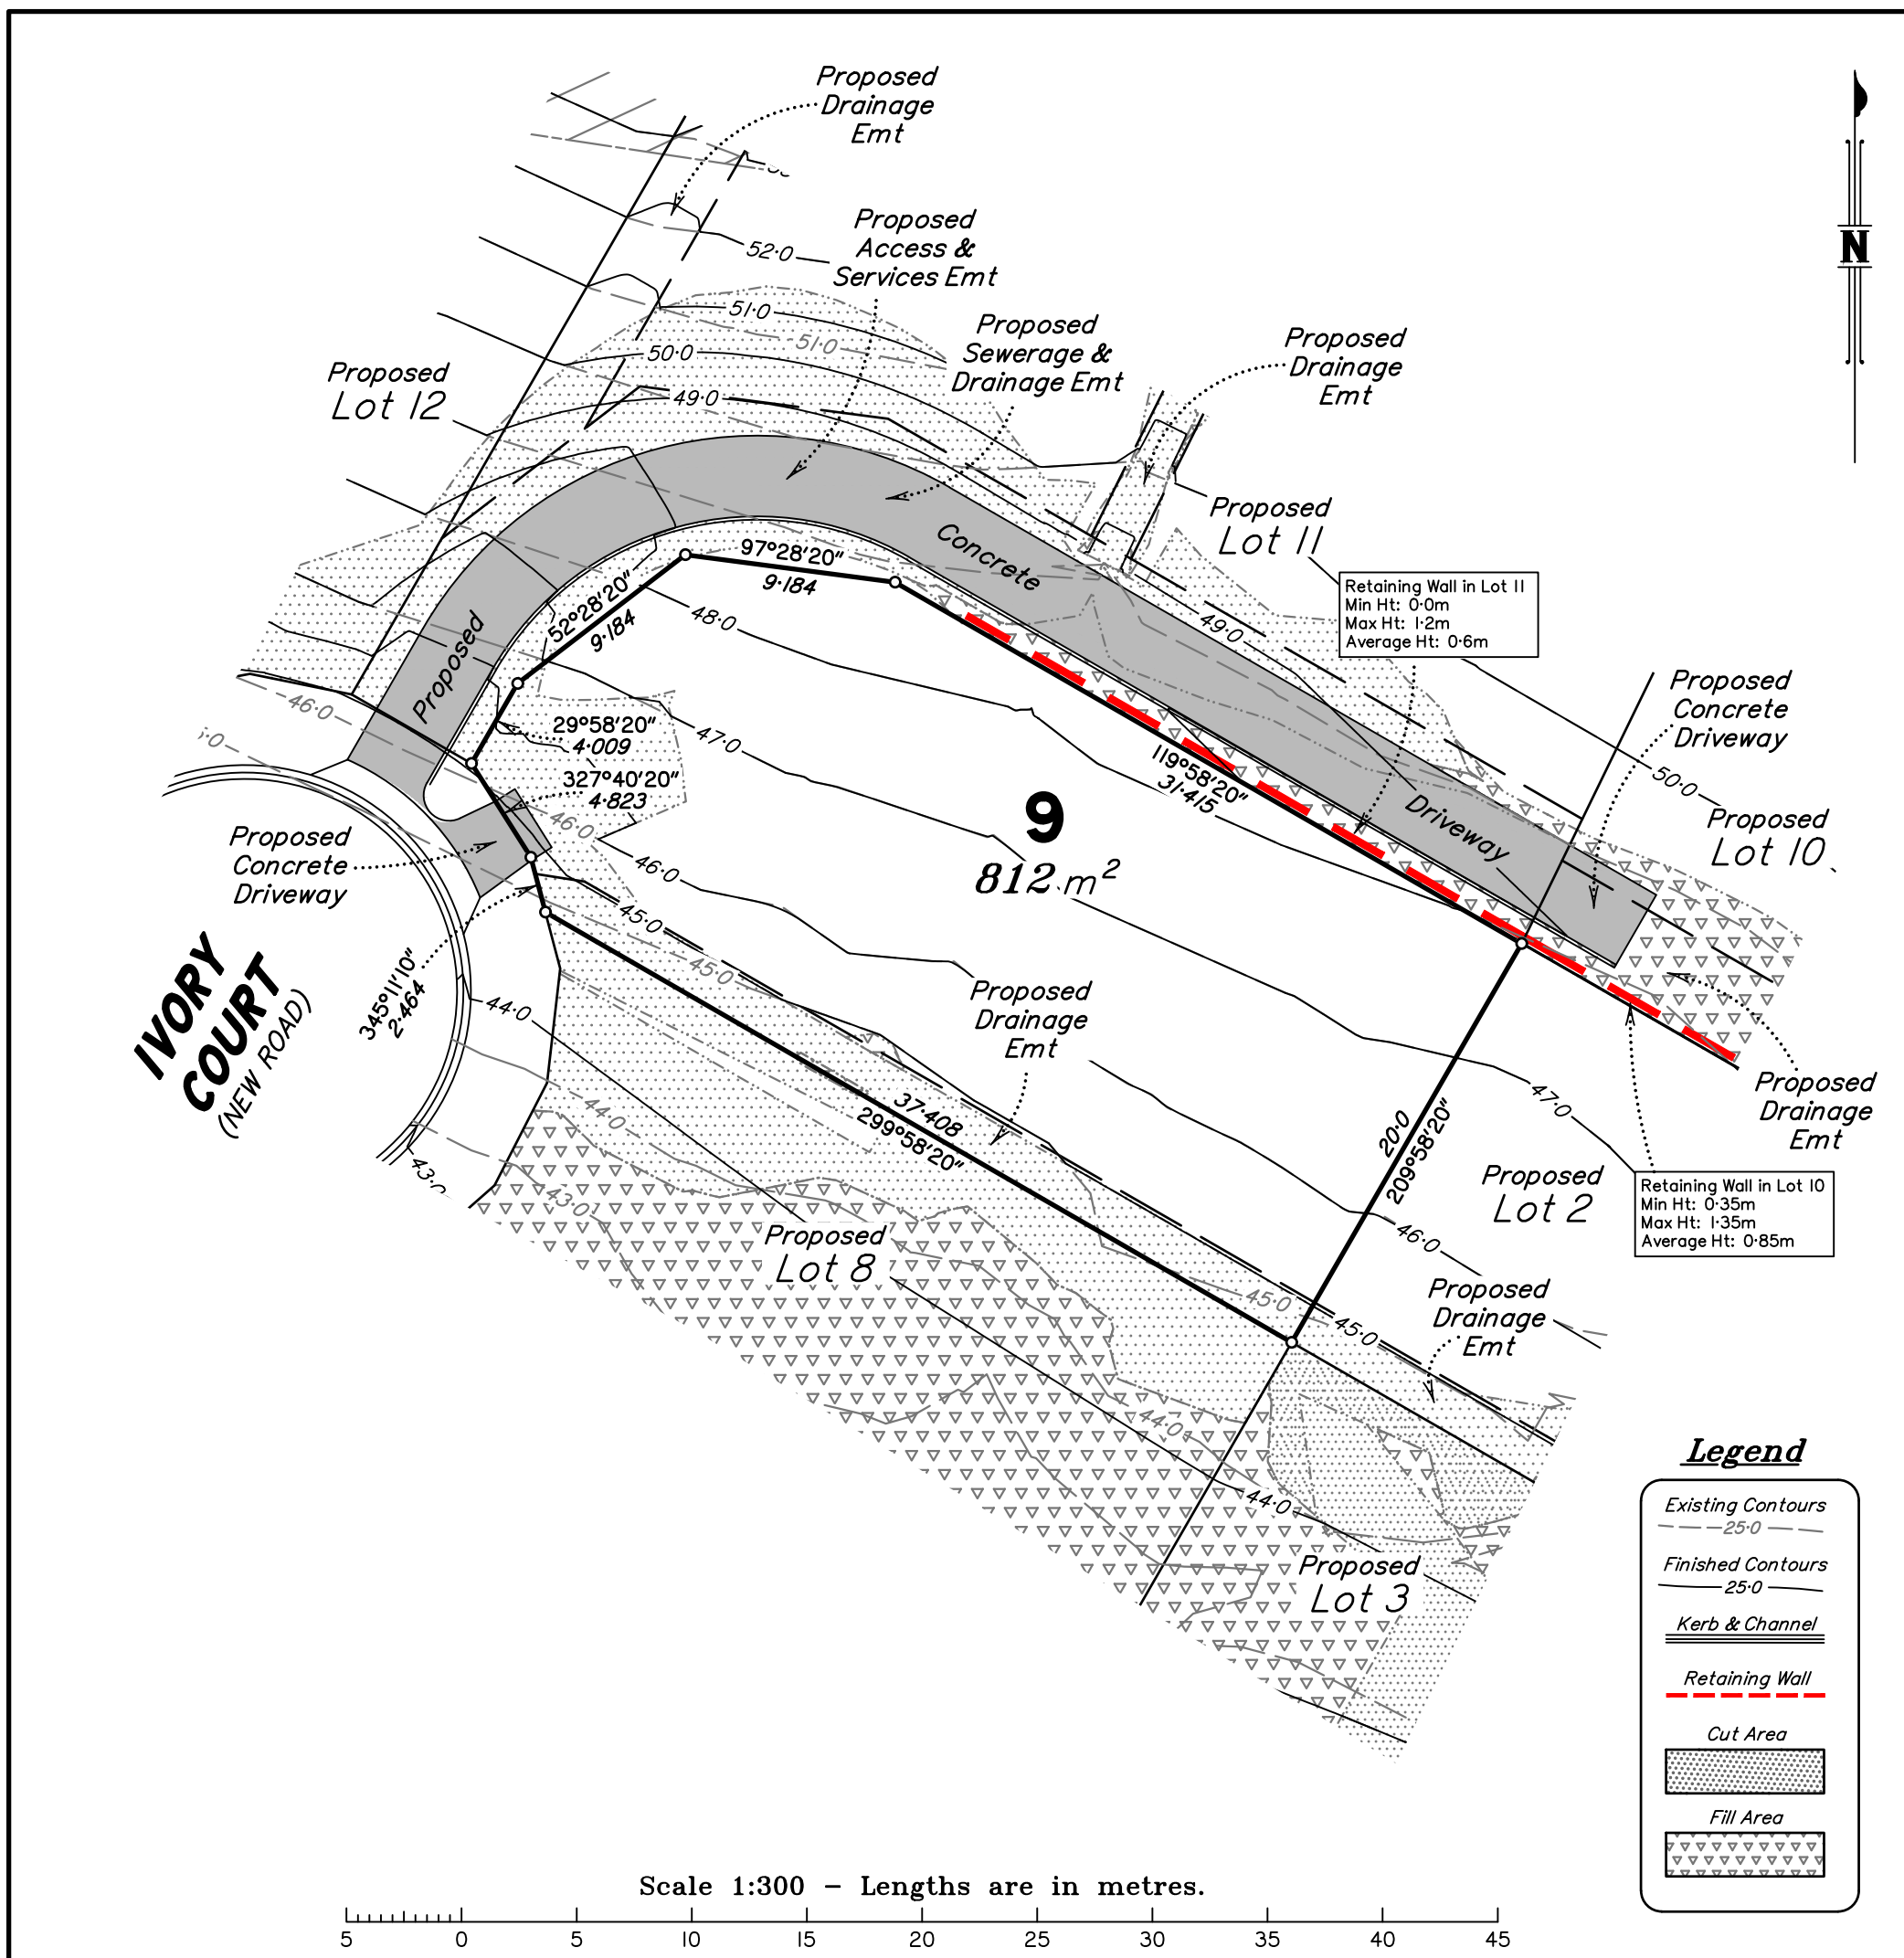 Proposed
Drainage
Emt
Proposed
Access &
Services Emt
52·0
51·0
51·0
50·0
49·0
Proposed
Sewerage &
Drainage Emt
Proposed
Drainage
Emt
N
Proposed
Lot 12
Proposed
Lot 11
Concrete
Proposed
Driveway
97°28'20"
9·184
52°28'20"
9·184
48·0
49·0
Retaining Wall in Lot 11
Min Ht: 0·0m
Max Ht: 1·2m
Average Ht: 0·6m
Proposed
Concrete
Driveway
50·0
Proposed
Lot 10
46·0
29°58'20"
4·009
47·0
327°40'20"
4·823
46·0
46·0
119°58'20"
31·415
9
812 m²
Proposed
Concrete
Driveway
45·0
45·0
IVORY
COURT
(NEW ROAD)
345°11'10"
2·464
44·0
Proposed
Drainage
Emt
44·0
43·0
43·0
37·408
299°58'20"
20·0
209°58'20"
47·0
Proposed
Drainage
Emt
Proposed
Lot 2
Retaining Wall in Lot 10
Min Ht: 0·35m
Max Ht: 1·35m
Average Ht: 0·85m
46·0
Proposed
Lot 8
45·0
45·0
Proposed
Drainage
Emt
44·0
44·0
Proposed
Lot 3
Legend
Existing Contours
25·0
Finished Contours
25·0
Kerb & Channel
Retaining Wall
Cut Area
Fill Area
Scale 1:300 - Lengths are in metres.
5 0 5 10 15 20 25 30 35 40 45